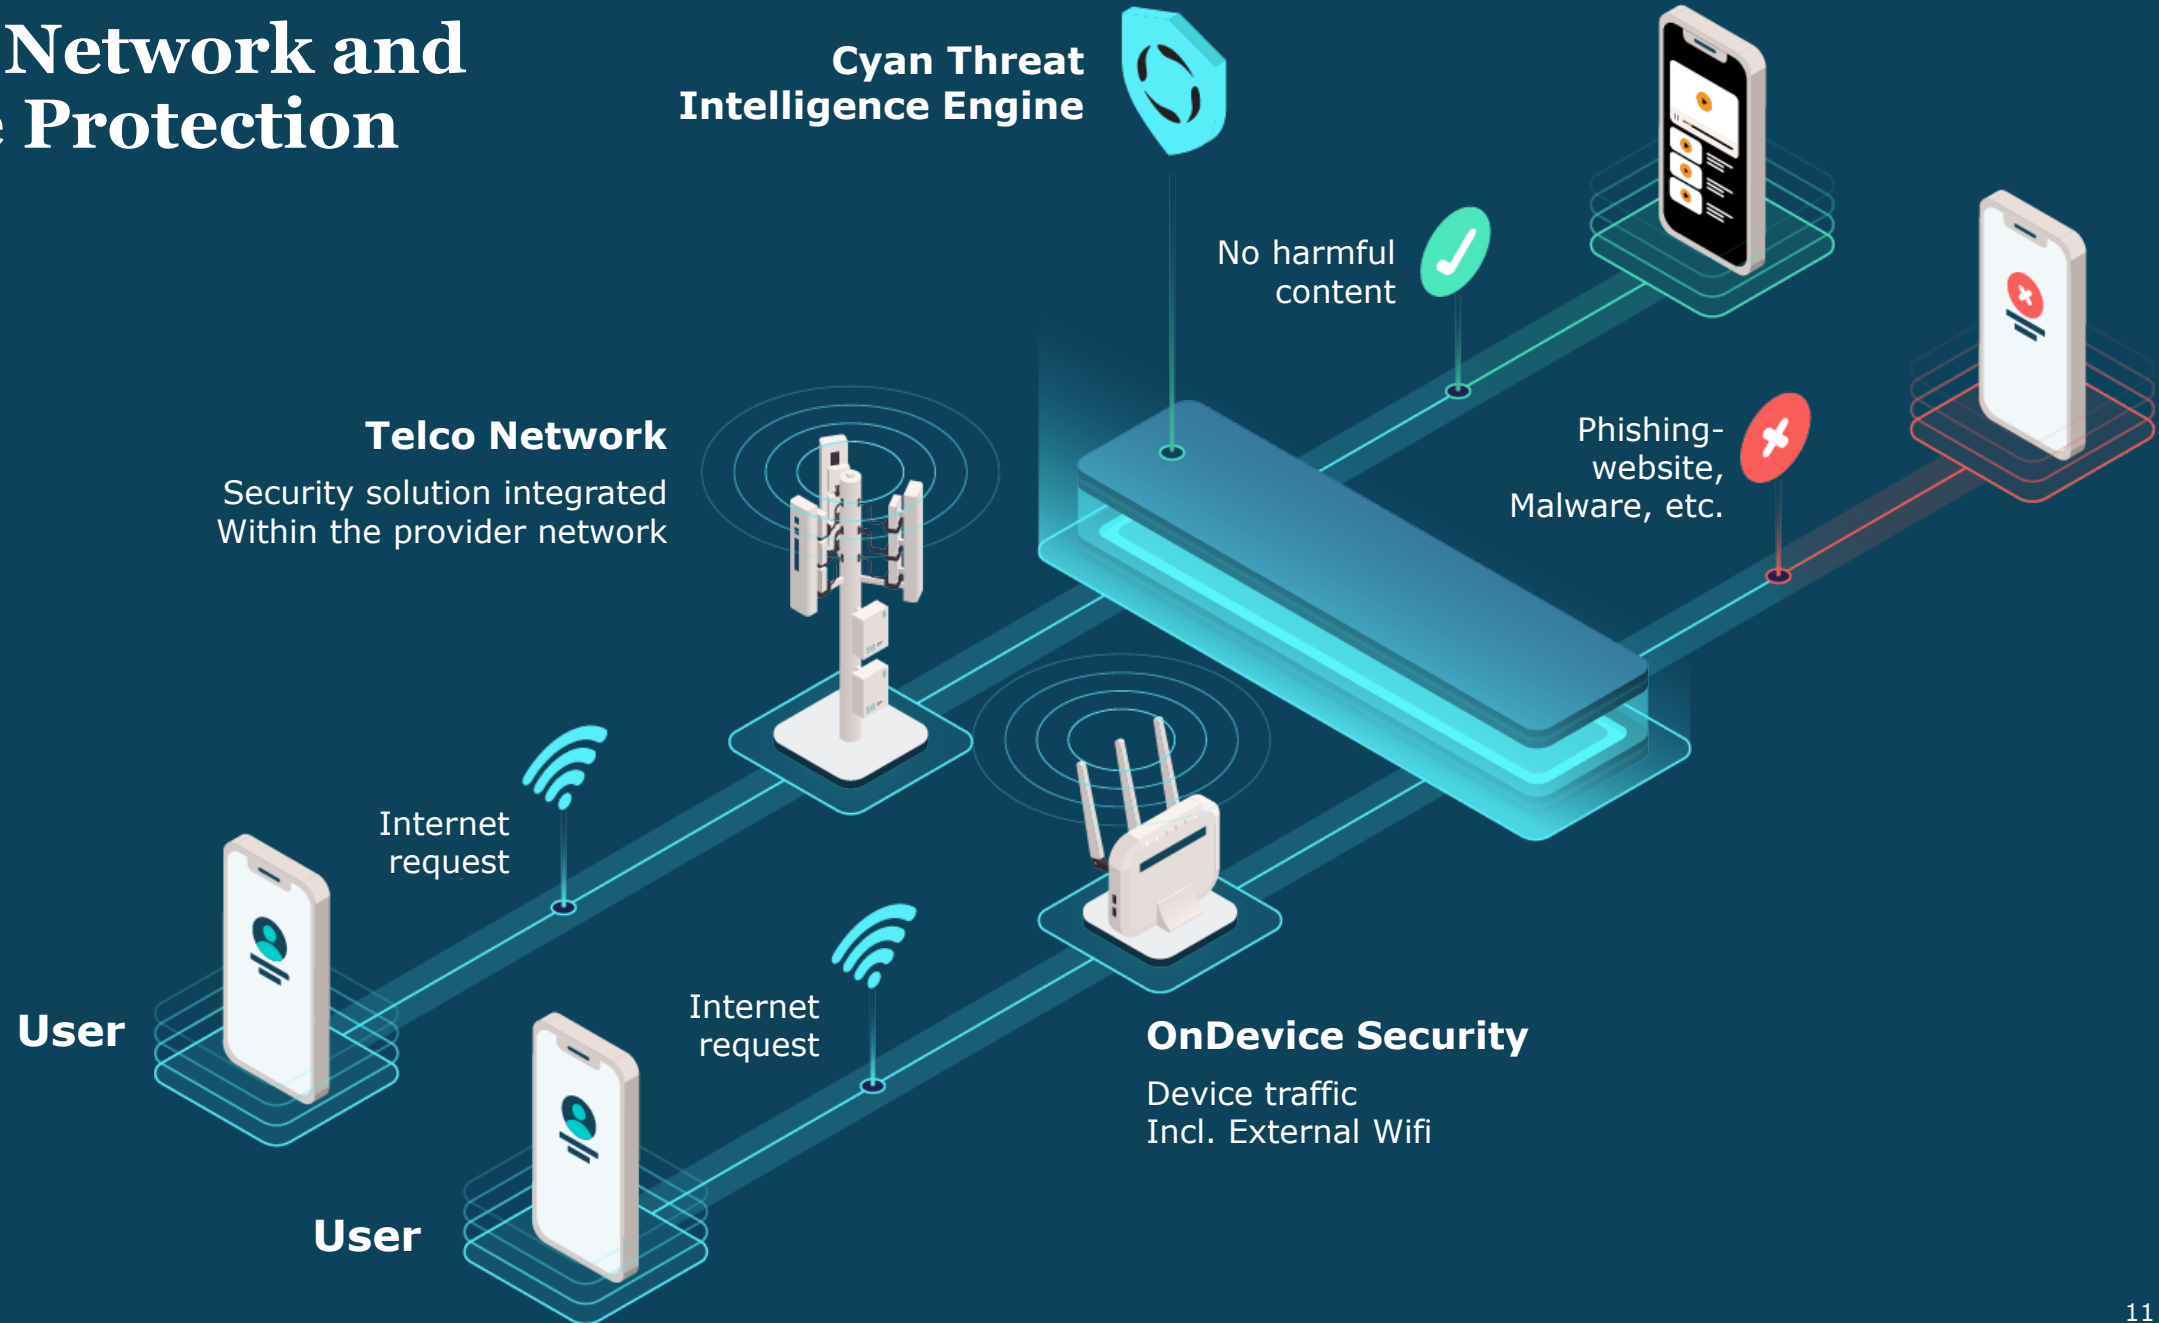 Network and
e Protection
Cyan Threat
Intelligence Engine
No harmful
content
Phishing-
website,
Malware, etc.
Telco Network
Security solution integrated
Within the provider network
Internet
request
User
Internet
request
User
OnDevice Security
Device traffic
Incl. External Wifi
11